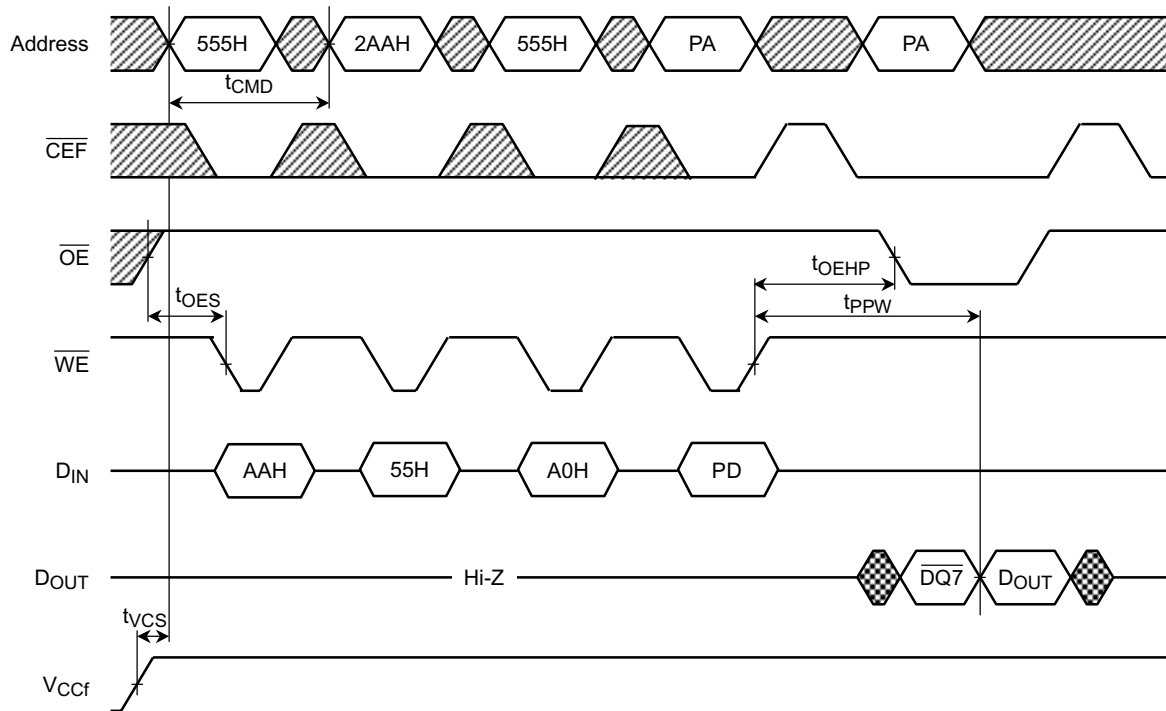 Address 555H 2AAH 555H PA PA
tCMD
CEF
OE
tOEHP
tOES
tPPW
WE
DIN AAH 55H A0H PD
DOUT Hi-Z DQ7 DOUT
tVCS
VCCf